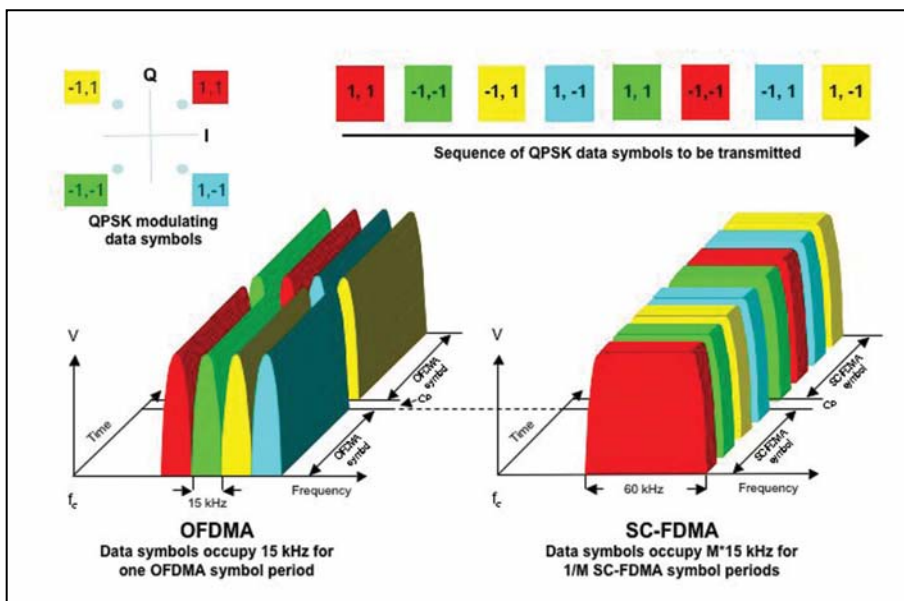 -1,1
Q
1,1
I
-1,-1
1,-1
QPSK modulating
data symbols
1, 1
-1,-1
-1, 1
1, -1
1, 1
-1,-1
-1, 1
1, -1
Sequence of QPSK data symbols to be transmitted
V
Time
OFDMA
symbol
CP
OFDMA
symbol
fc
15 kHz
Frequency
OFDMA
Data symbols occupy 15 kHz for
one OFDMA symbol period
V
Time
SC-FDMA
symbol
CP
SC-FDMA
symbol
fc
60 kHz
Frequency
SC-FDMA
Data symbols occupy M*15 kHz for
1/M SC-FDMA symbol periods